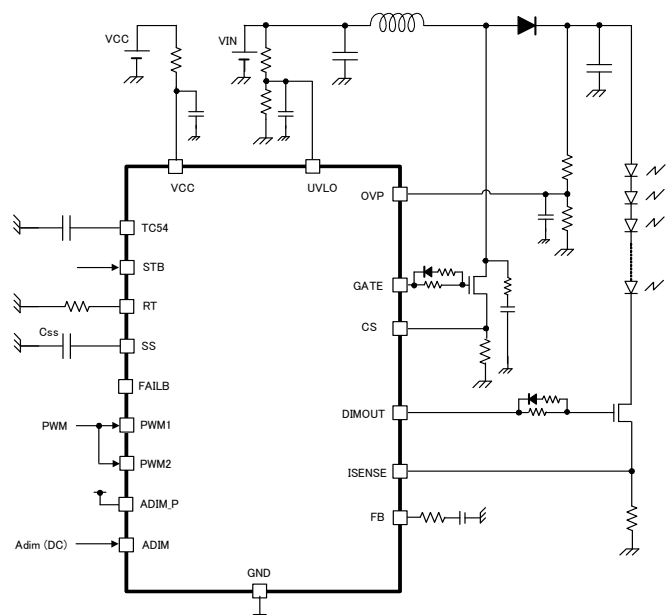 VCC
VIN
VCC
UVLO
OVP
TC54
STB
GATE
RT
CS
Css
SS
FAILB
DIMOUT
PWM
PWM1
PWM2
ISENSE
ADIM_P
FB
Adim (DC)
ADIM
GND